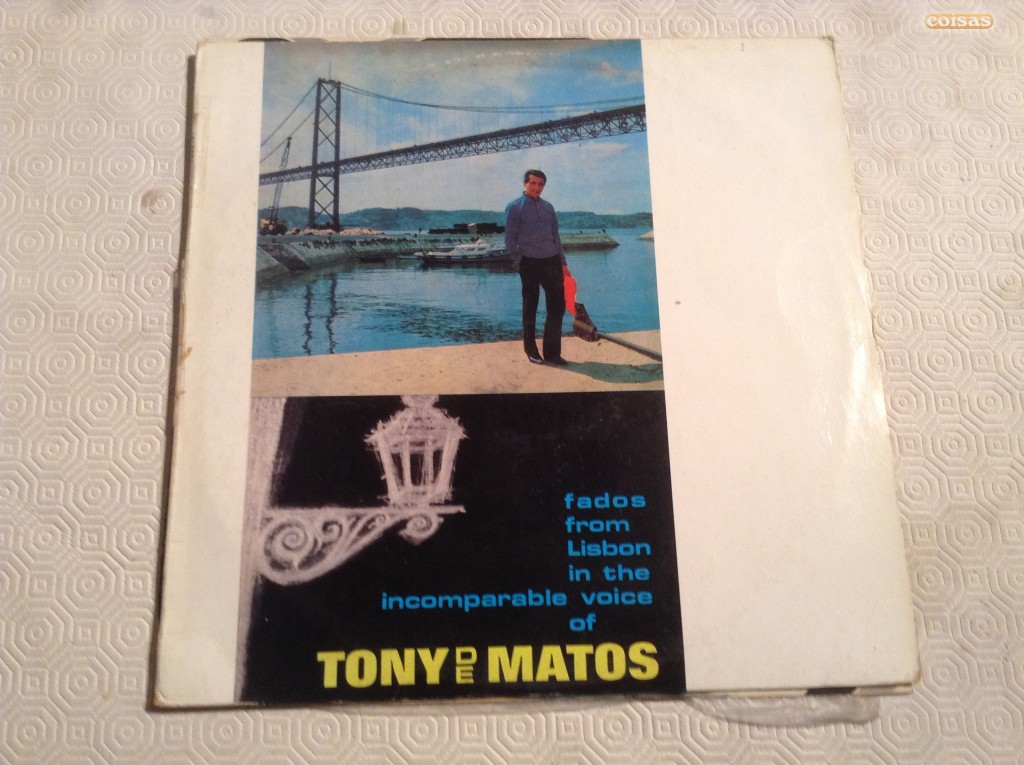 COISAS
fados
from
Lisbon
in the
incomparable voice
of
TONY DE MATOS